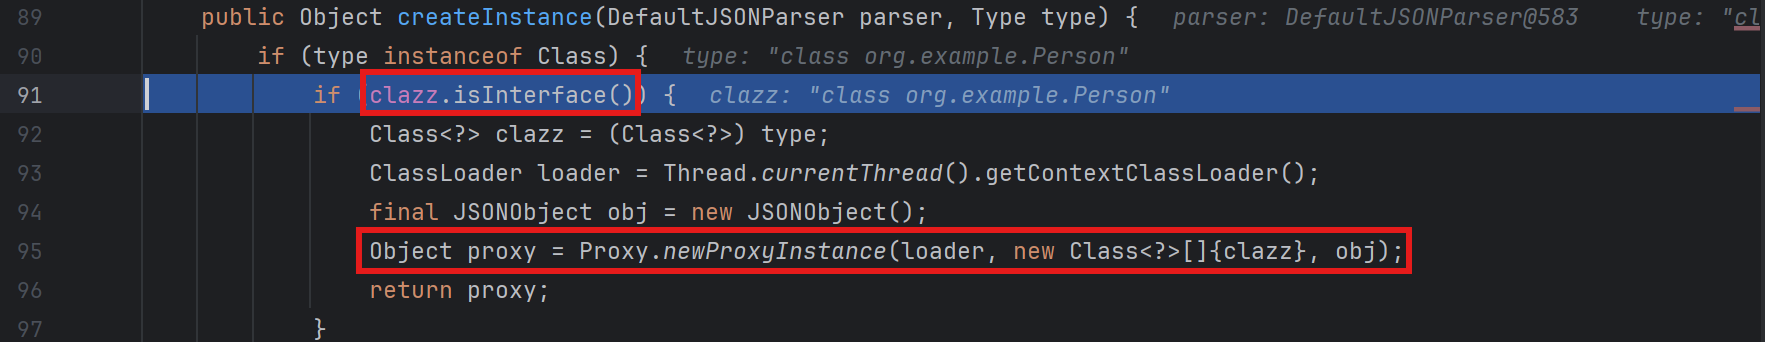 89 public Object createInstance(DefaultJSONParser parser, Type type) { parser: DefaultJSONParser@583 type: "cl
90 if (type instanceof Class) { type: "class org.example.Person"
91 if (clazz.isInterface()) { clazz: "class org.example.Person"
92 Class<?> clazz = (Class<?>) type;
93 ClassLoader loader = Thread.currentThread().getContextClassLoader();
94 final JSONObject obj = new JSONObject();
95 Object proxy = Proxy.newProxyInstance(loader, new Class<?>[]{clazz}, obj);
96 return proxy;
97 }